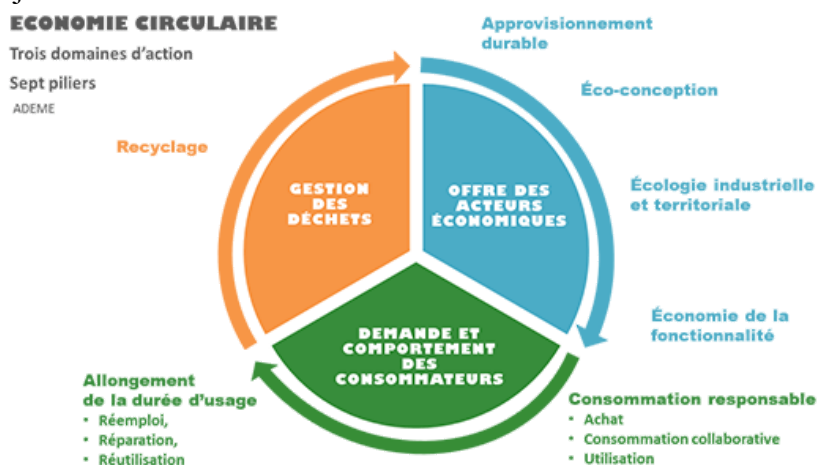 ECONOMIE CIRCULAIRE
Trois domaines d'action
Sept piliers
ADEME
Approvisionnement
durable
Éco-conception
Écologie industrielle
et territoriale
Économie de la
fonctionnalité
Recyclage
GESTION
DES
DÉCHETS
OFFRE DES
ACTEURS
ÉCONOMIQUES
DEMANDE ET
COMPORTEMENT
DES
CONSOMMATEURS
Allongement
de la durée d'usage
• Réemploi,
• Réparation,
• Réutilisation
Consommation responsable
• Achat
• Consommation collaborative
• Utilisation